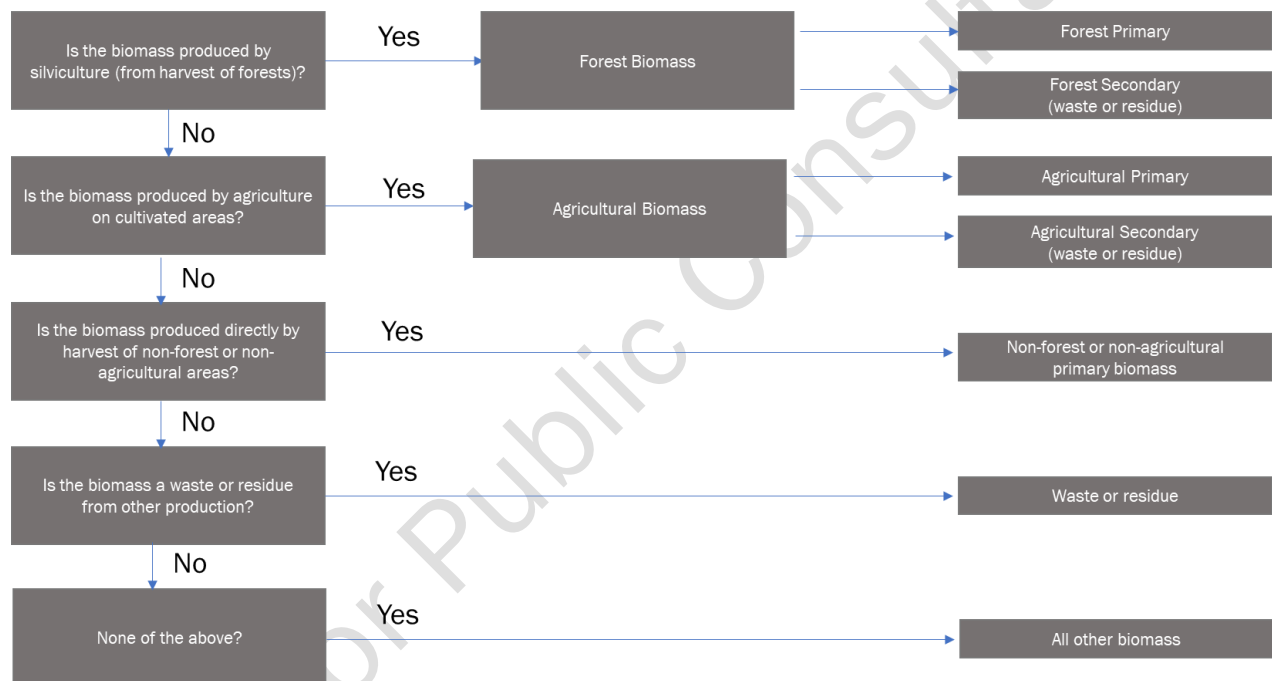 Is the biomass produced by
silviculture (from harvest of forests)?
Yes
Forest Biomass
Forest Primary
Forest Secondary
(waste or residue)
No
Is the biomass produced by agriculture
on cultivated areas?
Yes
Agricultural Biomass
Agricultural Primary
Agricultural Secondary
(waste or residue)
No
Is the biomass produced directly by
harvest of non-forest or non-
agricultural areas?
Yes
Non-forest or non-agricultural
primary biomass
No
Is the biomass a waste or residue
from other production?
Yes
Waste or residue
No
None of the above?
Yes
All other biomass
or Public Consult